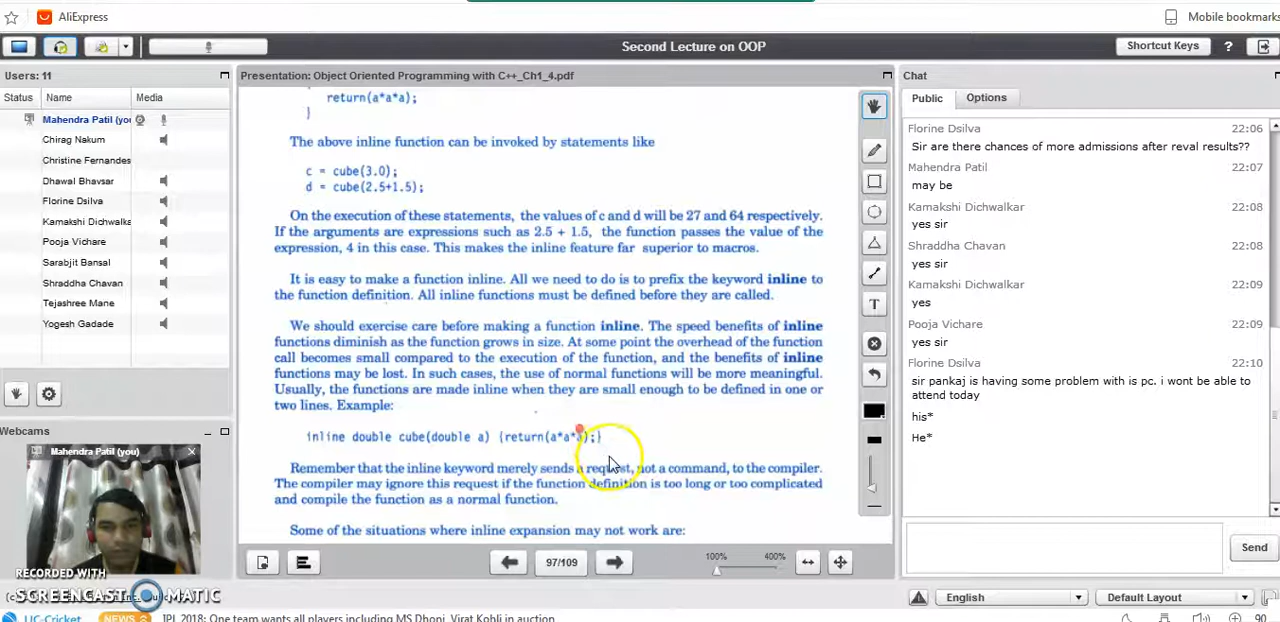 AliExpress
Mobile bookmarks
Second Lecture on OOP
Shortcut Keys
?
Users: 11
Status Name Media
Mahendra Patil (you)
Chirag Nakum
Christine Fernandes
Dhawal Bhavsar
Florine Dsilva
Kamakshi Dichwalka
Pooja Vichare
Sarabjit Bansal
Shraddha Chavan
Tejashree Mane
Yogesh Gadade
Webcams
Mahendra Patil (you)
RECORDED WITH
SCREENCAST MATIC
Presentation: Object Oriented Programming with C++_Ch1_4.pdf
return(a*a*a);
}
The above inline function can be invoked by statements like
c = cube(3.0);
d = cube(2.5+1.5);
On the execution of these statements, the values of c and d will be 27 and 64 respectively.
If the arguments are expressions such as 2.5 + 1.5, the function passes the value of the
expression, 4 in this case. This makes the inline feature far superior to macros.
It is easy to make a function inline. All we need to do is to prefix the keyword inline to
the function definition. All inline functions must be defined before they are called.
We should exercise care before making a function inline. The speed benefits of inline
functions diminish as the function grows in size. At some point the overhead of the function
call becomes small compared to the execution of the function, and the benefits of inline
functions may be lost. In such cases, the use of normal functions will be more meaningful.
Usually, the functions are made inline when they are small enough to be defined in one or
two lines. Example:
inline double cube(double a) {return(a*a*a);}
Remember that the inline keyword merely sends a request, not a command, to the compiler.
The compiler may ignore this request if the function definition is too long or too complicated
and compile the function as a normal function.
Some of the situations where inline expansion may not work are:
T
97/109
100% 400%
Chat
Public Options
Florine Dsilva 22:06
Sir are there chances of more admissions after reval results??
Mahendra Patil 22:07
may be
Kamakshi Dichwalkar 22:08
yes sir
Shraddha Chavan 22:08
yes sir
Kamakshi Dichwalkar 22:09
yes
Pooja Vichare 22:09
yes sir
Florine Dsilva 22:10
sir pankaj is having some problem with is pc. i wont be able to
attend today
his*
He*
Send
English
Default Layout
UC-Cricket NEWS IPL 2018: One team wants all players including MS Dhoni, Virat Kohli in auction
90